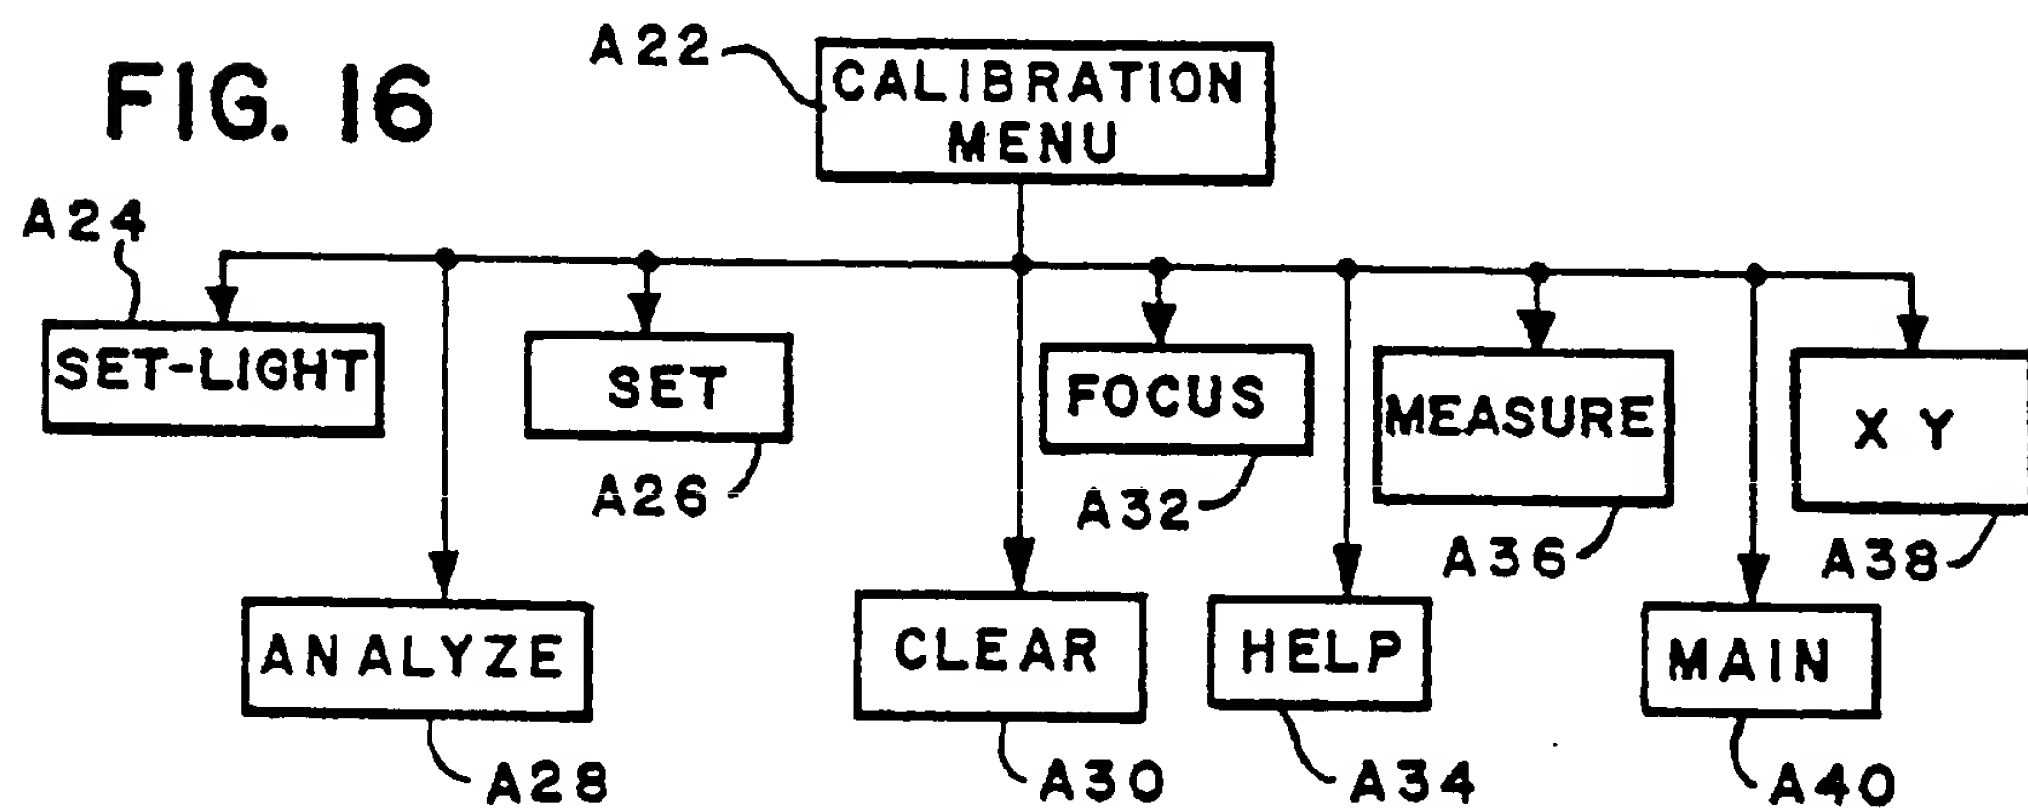 FIG. 16
A22
CALIBRATION
MENU
A24
SET-LIGHT
SET
FOCUS
MEASURE
X Y
A26
A32
A36
A38
ANALYZE
CLEAR
HELP
MAIN
A28
A30
A34
A40